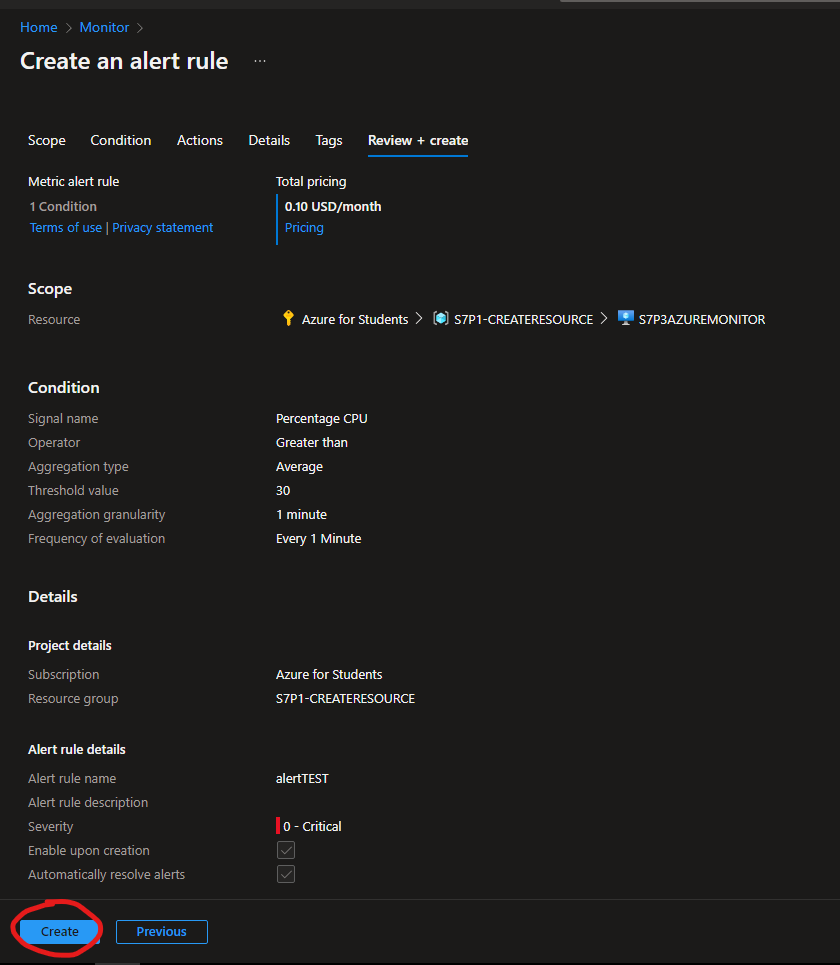 Home > Monitor >
Create an alert rule ...
Scope Condition Actions Details Tags Review + create
Metric alert rule Total pricing
1 Condition 0.10 USD/month
Terms of use | Privacy statement Pricing
Scope
Resource Azure for Students > S7P1-CREATERESOURCE > S7P3AZUREMONITOR
Condition
Signal name Percentage CPU
Operator Greater than
Aggregation type Average
Threshold value 30
Aggregation granularity 1 minute
Frequency of evaluation Every 1 Minute
Details
Project details
Subscription Azure for Students
Resource group S7P1-CREATERESOURCE
Alert rule details
Alert rule name alertTEST
Alert rule description
Severity 0 - Critical
Enable upon creation
Automatically resolve alerts
Create Previous